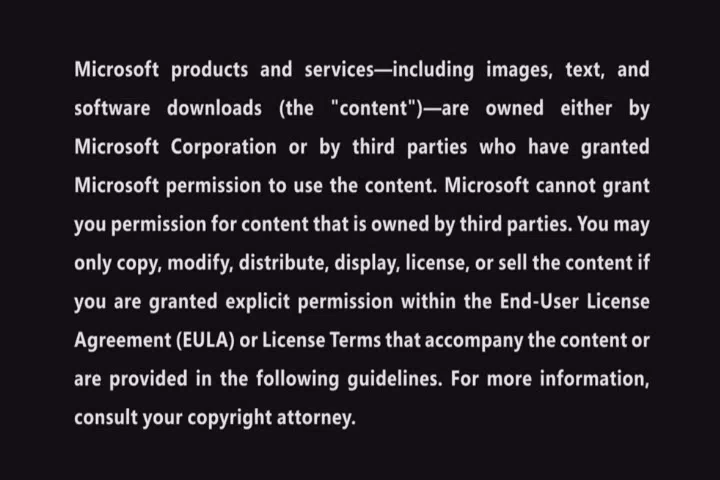 Microsoft products and services—including images, text, and
software downloads (the "content")—are owned either by
Microsoft Corporation or by third parties who have granted
Microsoft permission to use the content. Microsoft cannot grant
you permission for content that is owned by third parties. You may
only copy, modify, distribute, display, license, or sell the content if
you are granted explicit permission within the End-User License
Agreement (EULA) or License Terms that accompany the content or
are provided in the following guidelines. For more information,
consult your copyright attorney.